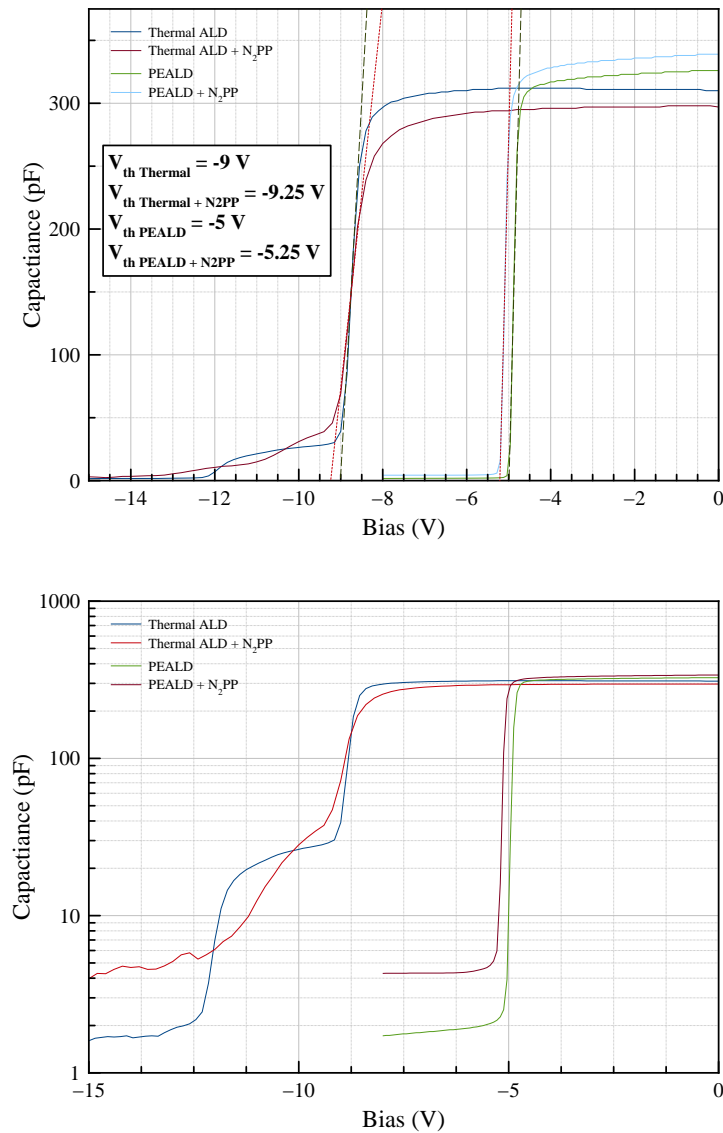 Thermal ALD
Thermal ALD + N2PP
PEALD
PEALD + N2PP
300
200
100
0
Capactiance (pF)
Vth Thermal = -9 V
Vth Thermal + N2PP = -9.25 V
Vth PEALD = -5 V
Vth PEALD + N2PP = -5.25 V
−14 −12 −10 −8 −6 −4 −2 0
Bias (V)
1000
100
10
1
Capactiance (pF)
Thermal ALD
Thermal ALD + N2PP
PEALD
PEALD + N2PP
−15 −10 −5 0
Bias (V)